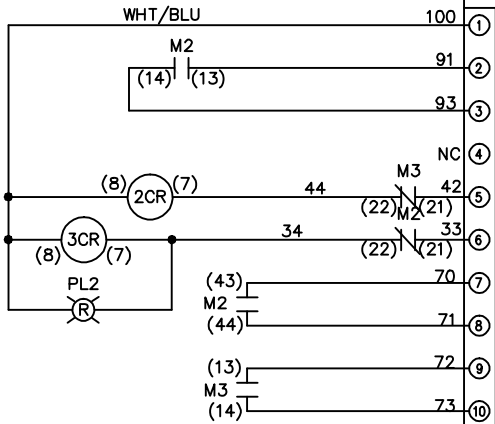 WHT/BLU 100 1
M2
(14) (13) 91 2
93 3
NC 4
M3
(8) 2CR (7) 44 (22) (21) 42 5
M2
(8) 3CR (7) 34 (22) (21) 33 6
PL2
R
(43) 70 7
M2
(44) 71 8
(13) 72 9
M3
(14) 73 10